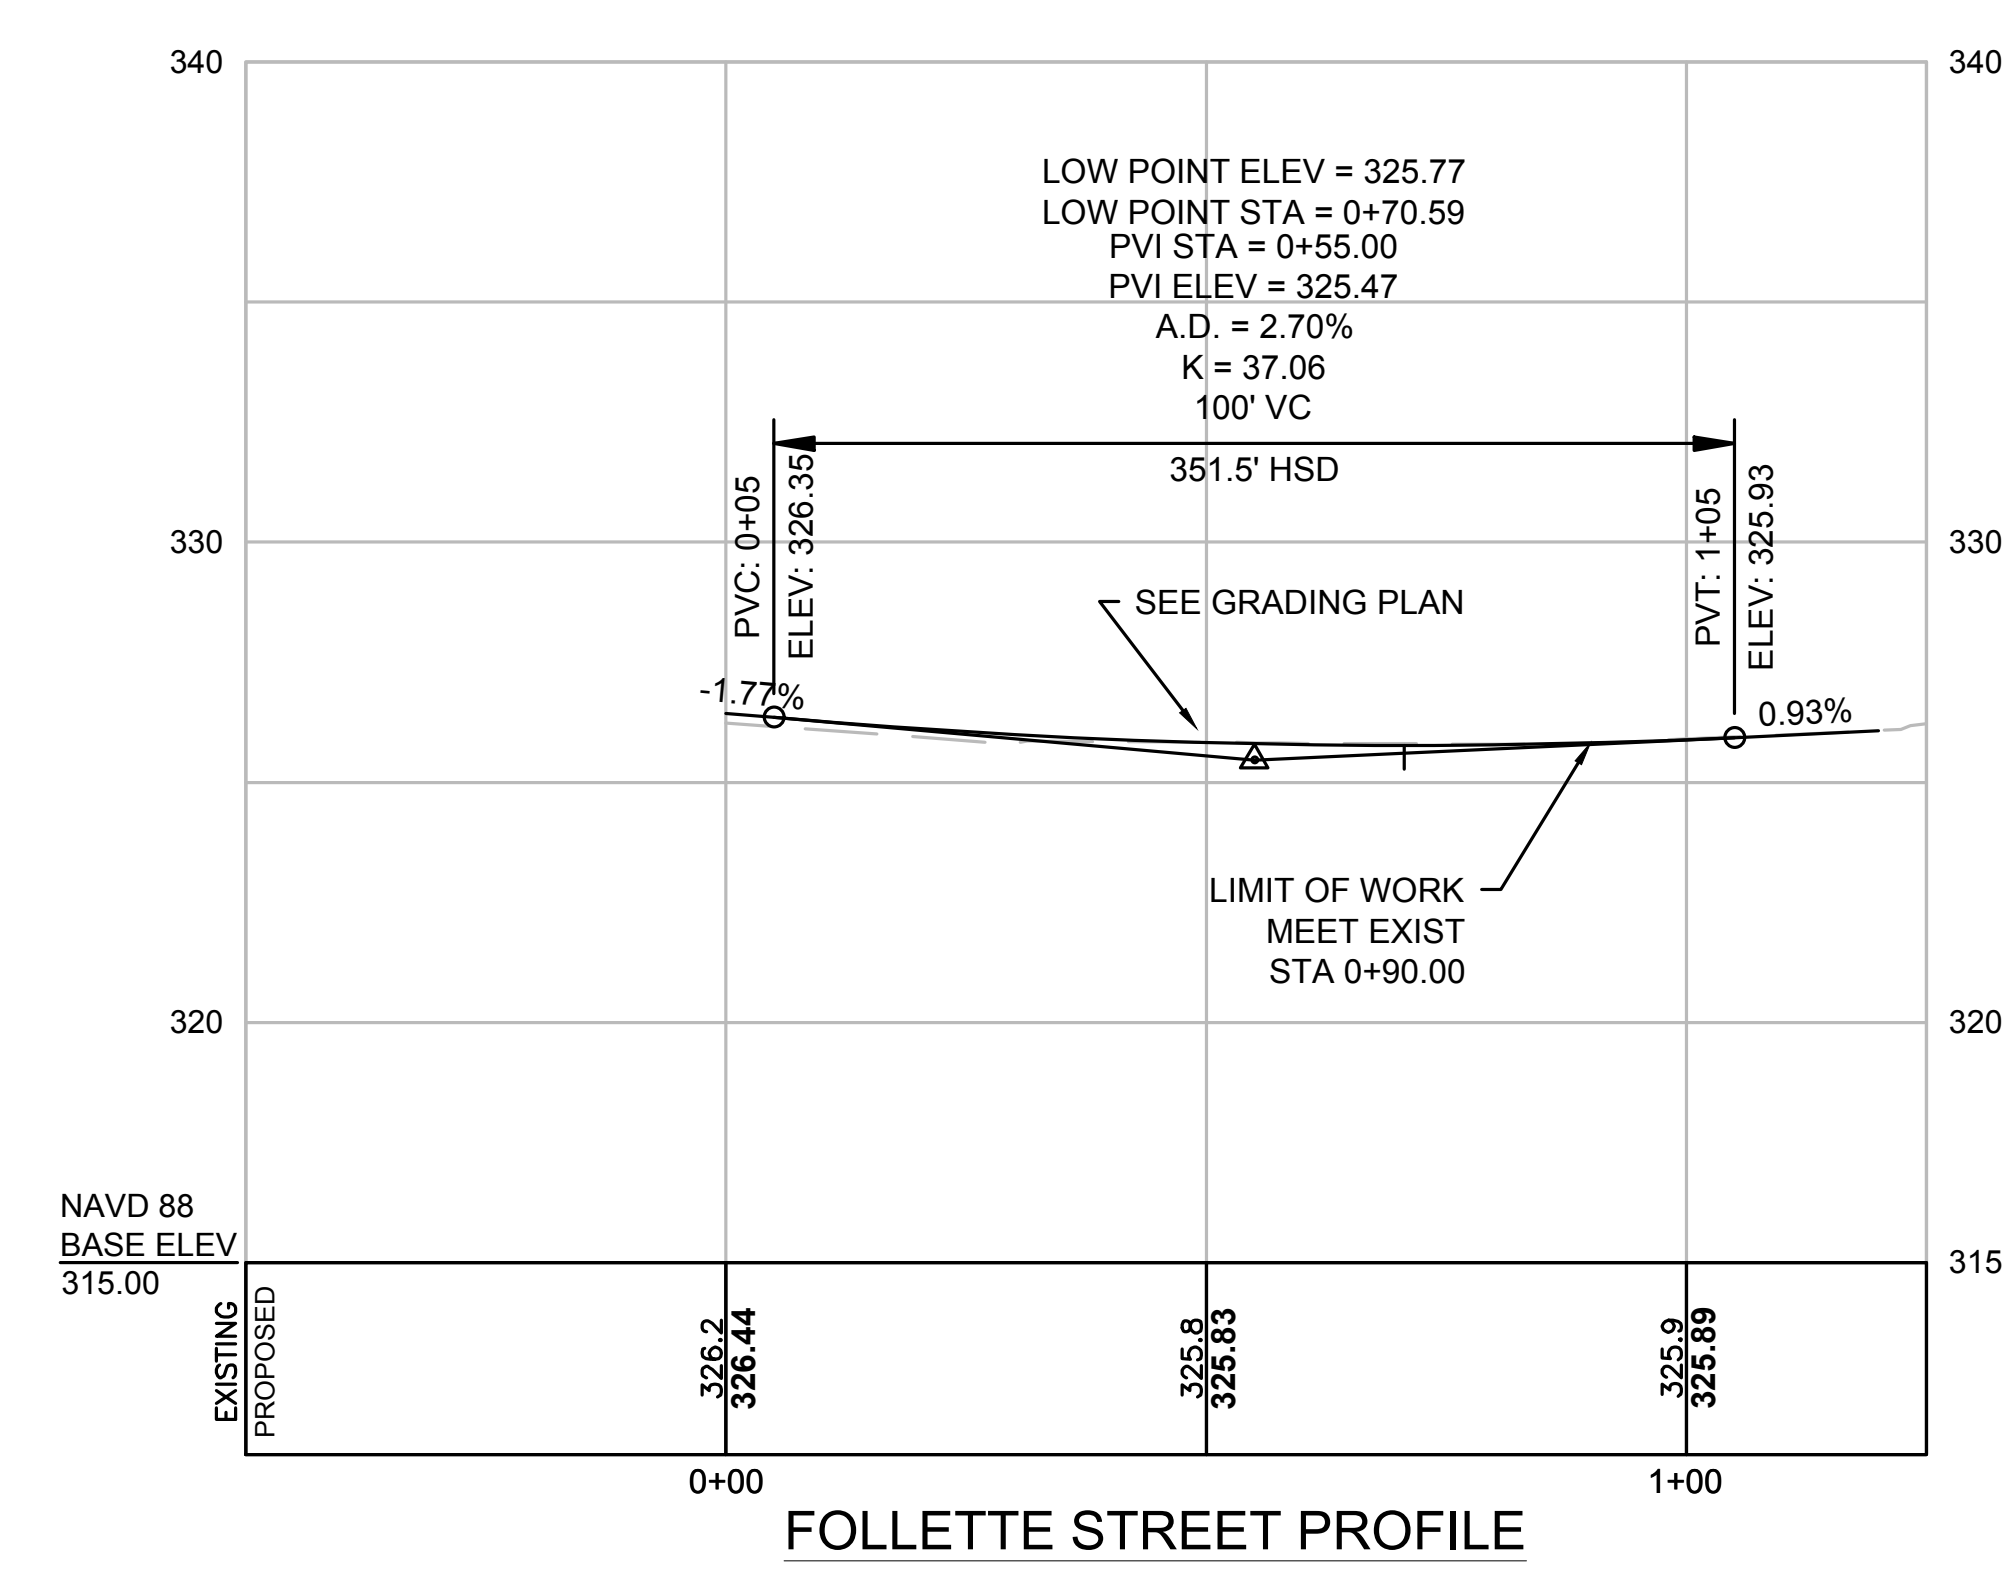 340
340
LOW POINT ELEV = 325.77
LOW POINT STA = 0+70.59
PVI STA = 0+55.00
PVI ELEV = 325.47
A.D. = 2.70%
K = 37.06
100' VC
351.5' HSD
PVC: 0+05
ELEV: 326.35
PVT: 1+05
ELEV: 325.93
330
330
SEE GRADING PLAN
-1.77%
0.93%
LIMIT OF WORK
MEET EXIST
STA 0+90.00
320
320
NAVD 88
BASE ELEV
315.00
315
EXISTING
PROPOSED
326.2
326.44
325.8
325.83
325.9
325.89
0+00
1+00
FOLLETTE STREET PROFILE